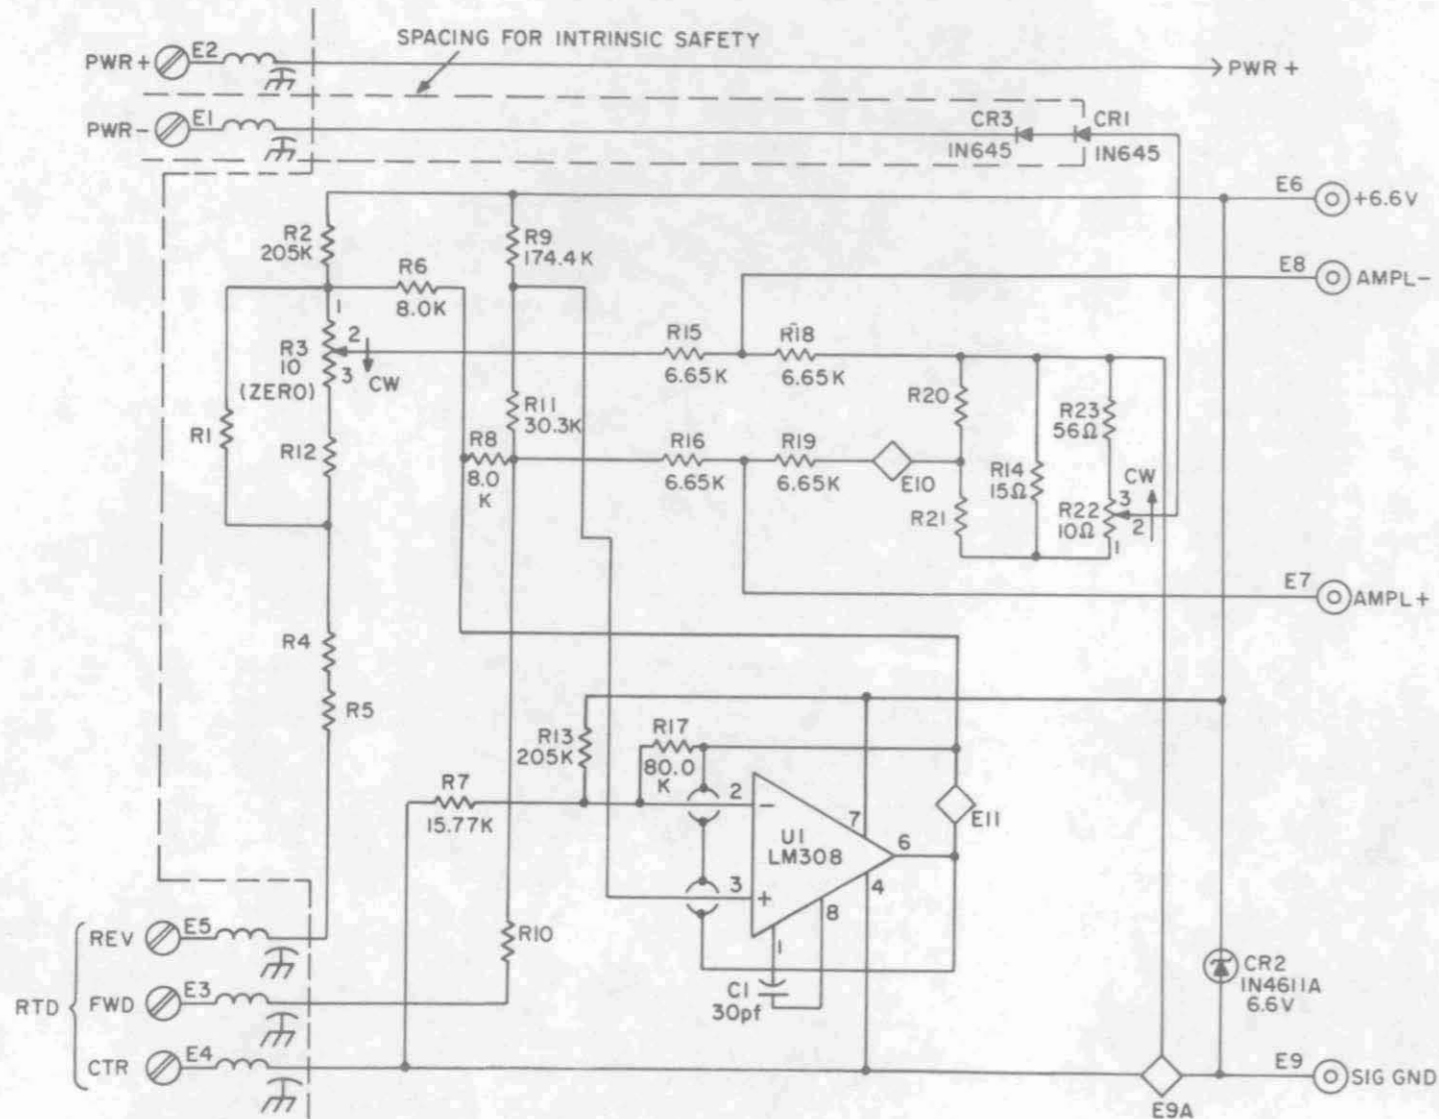 SPACING FOR INTRINSIC SAFETY
PWR+
E2
PWR+
PWR-
E1
CR3
1N645
CR1
1N645
E6
+6.6V
R2
205K
R9
174.4K
R6
8.0K
E8
AMPL-
1
R3
10
(ZERO)
2
3
CW
R15
6.65K
R18
6.65K
R1
R12
R11
30.3K
R8
8.0
K
R16
6.65K
R19
6.65K
E10
R20
R21
R14
15Ω
R23
56Ω
CW
R22
10Ω
3
2
1
E7
AMPL+
R4
R5
R13
205K
R17
80.0
K
R7
15.77K
2
-
U1
LM308
7
6
E11
3
+
4
8
1
C1
30pf
R10
CR2
1N4611A
6.6V
RTD
REV
E5
FWD
E3
CTR
E4
E9A
E9
SIG GND